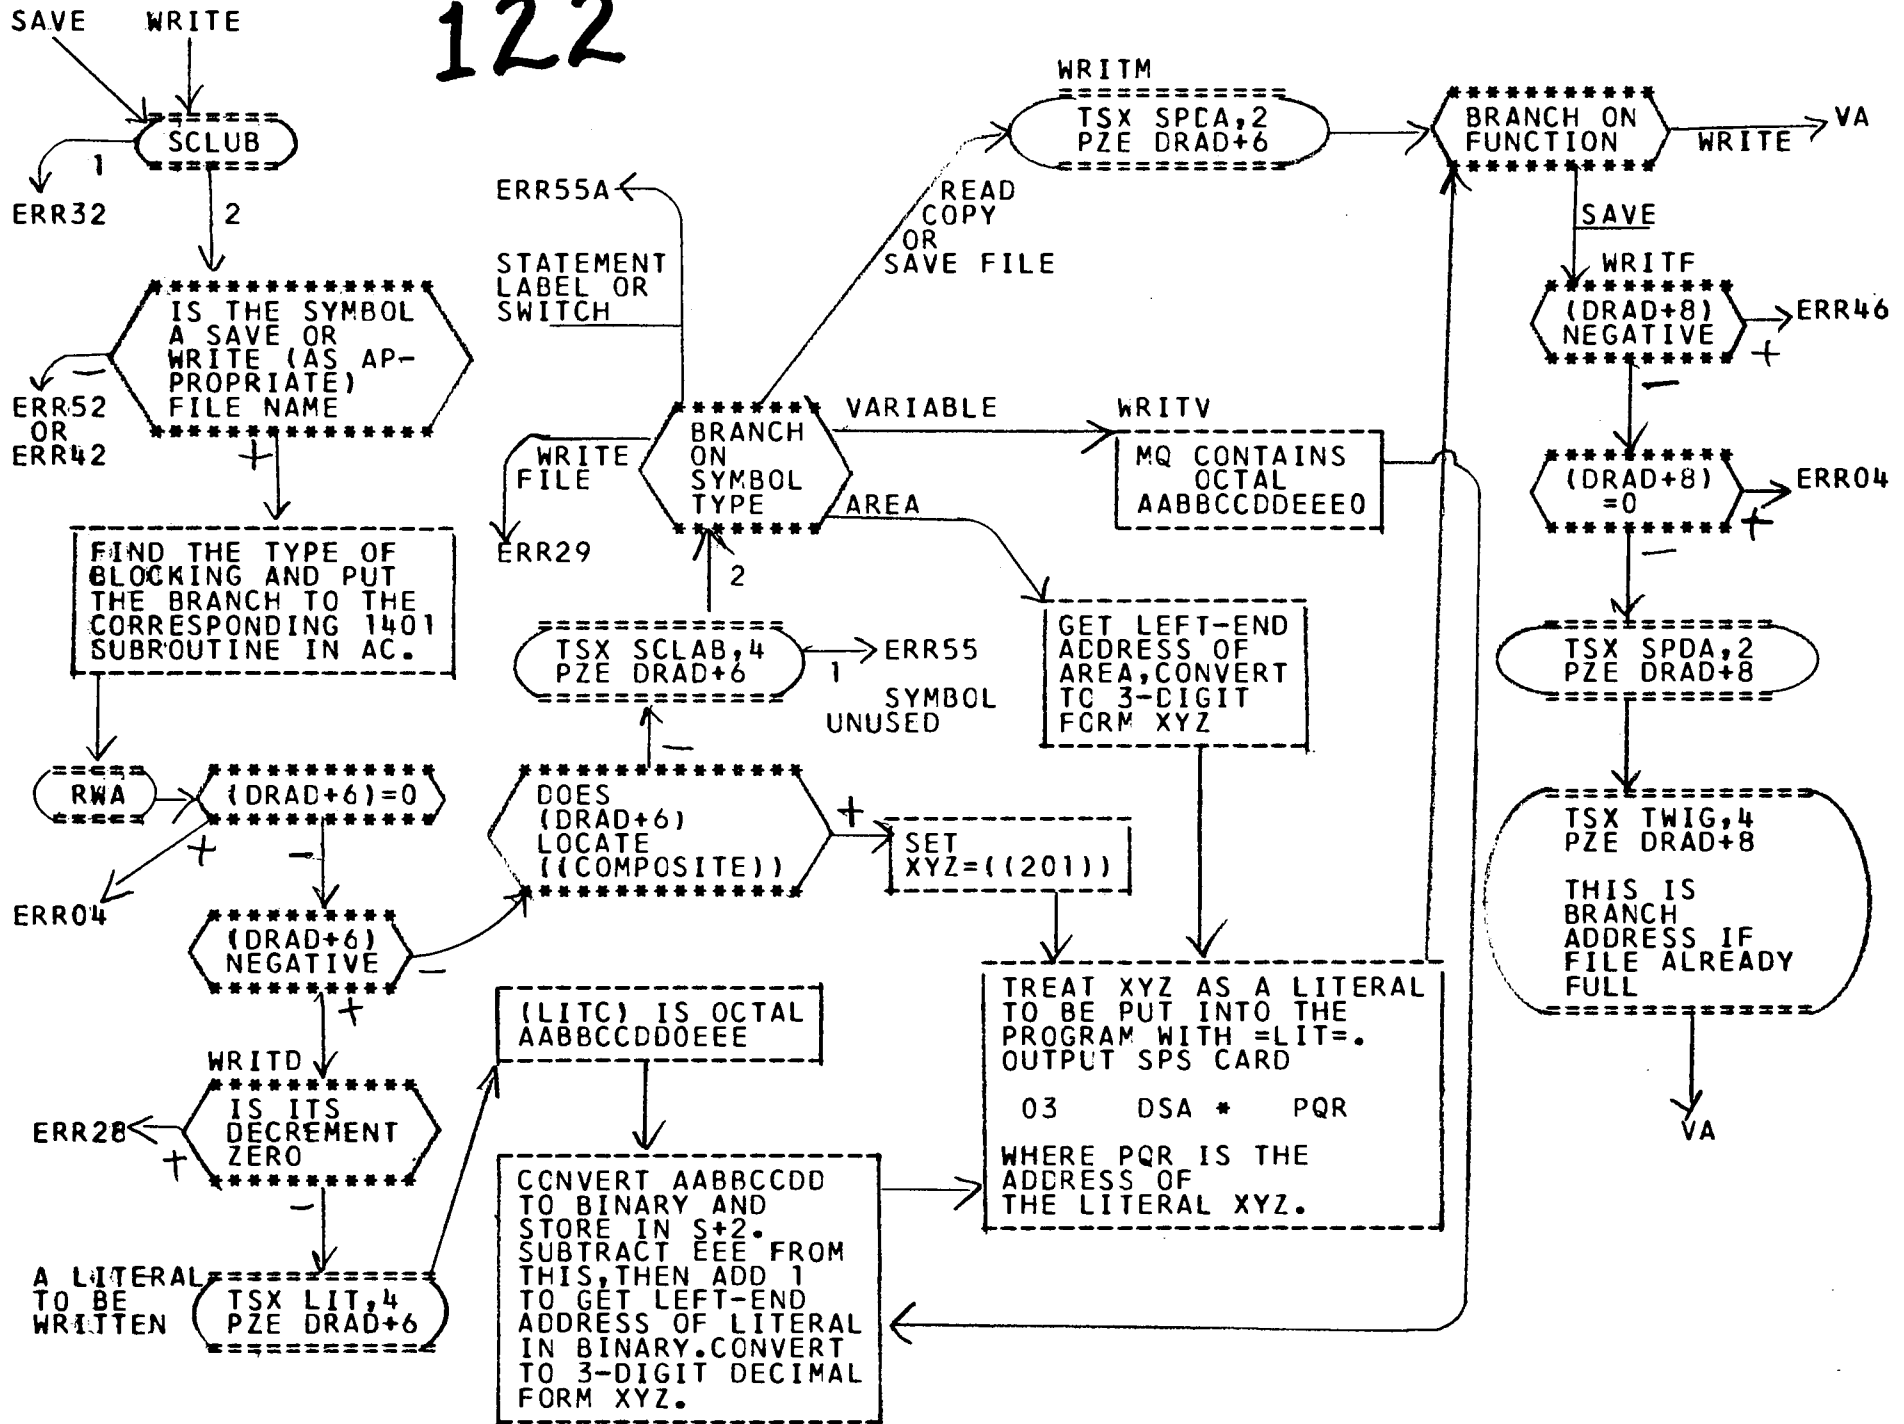 122
SAVE
WRITE
SCLUB
1
ERR32
2
IS THE SYMBOL
A SAVE OR
WRITE (AS AP-
PROPRIATE)
FILE NAME
-
ERR52
OR
ERR42
+
FIND THE TYPE OF
BLOCKING AND PUT
THE BRANCH TO THE
CORRESPONDING 1401
SUBROUTINE IN AC.
RWA
(DRAD+6)=0
+
ERR04
-
(DRAD+6)
NEGATIVE
-
+
WRITD
IS ITS
DECREMENT
ZERO
ERR28
+
-
A LITERAL
TO BE
WRITTEN
TSX LIT,4
PZE DRAD+6
(LITC) IS OCTAL
AABBCCDD0EEE
CONVERT AABBCCDD
TO BINARY AND
STORE IN S+2.
SUBTRACT EEE FROM
THIS,THEN ADD 1
TO GET LEFT-END
ADDRESS OF LITERAL
IN BINARY.CONVERT
TO 3-DIGIT DECIMAL
FORM XYZ.
DOES
(DRAD+6)
LOCATE
((COMPOSITE))
+
SET
XYZ=((201))
-
TSX SCLAB,4
PZE DRAD+6
1
ERR55
SYMBOL
UNUSED
2
BRANCH
ON
SYMBOL
TYPE
WRITE
FILE
ERR29
STATEMENT
LABEL OR
SWITCH
ERR55A
READ
COPY
OR
SAVE FILE
VARIABLE
AREA
WRITV
MQ CONTAINS
OCTAL
AABBCCDDEEE0
GET LEFT-END
ADDRESS OF
AREA,CONVERT
TO 3-DIGIT
FORM XYZ
TREAT XYZ AS A LITERAL
TO BE PUT INTO THE
PROGRAM WITH =LIT=.
OUTPUT SPS CARD
03 DSA * PQR
WHERE PQR IS THE
ADDRESS OF
THE LITERAL XYZ.
WRITM
TSX SPDA,2
PZE DRAD+6
BRANCH ON
FUNCTION
WRITE
VA
SAVE
WRITF
(DRAD+8)
NEGATIVE
ERR46
+
-
(DRAD+8)
=0
ERR04
+
-
TSX SPDA,2
PZE DRAD+8
TSX TWIG,4
PZE DRAD+8
THIS IS
BRANCH
ADDRESS IF
FILE ALREADY
FULL
VA